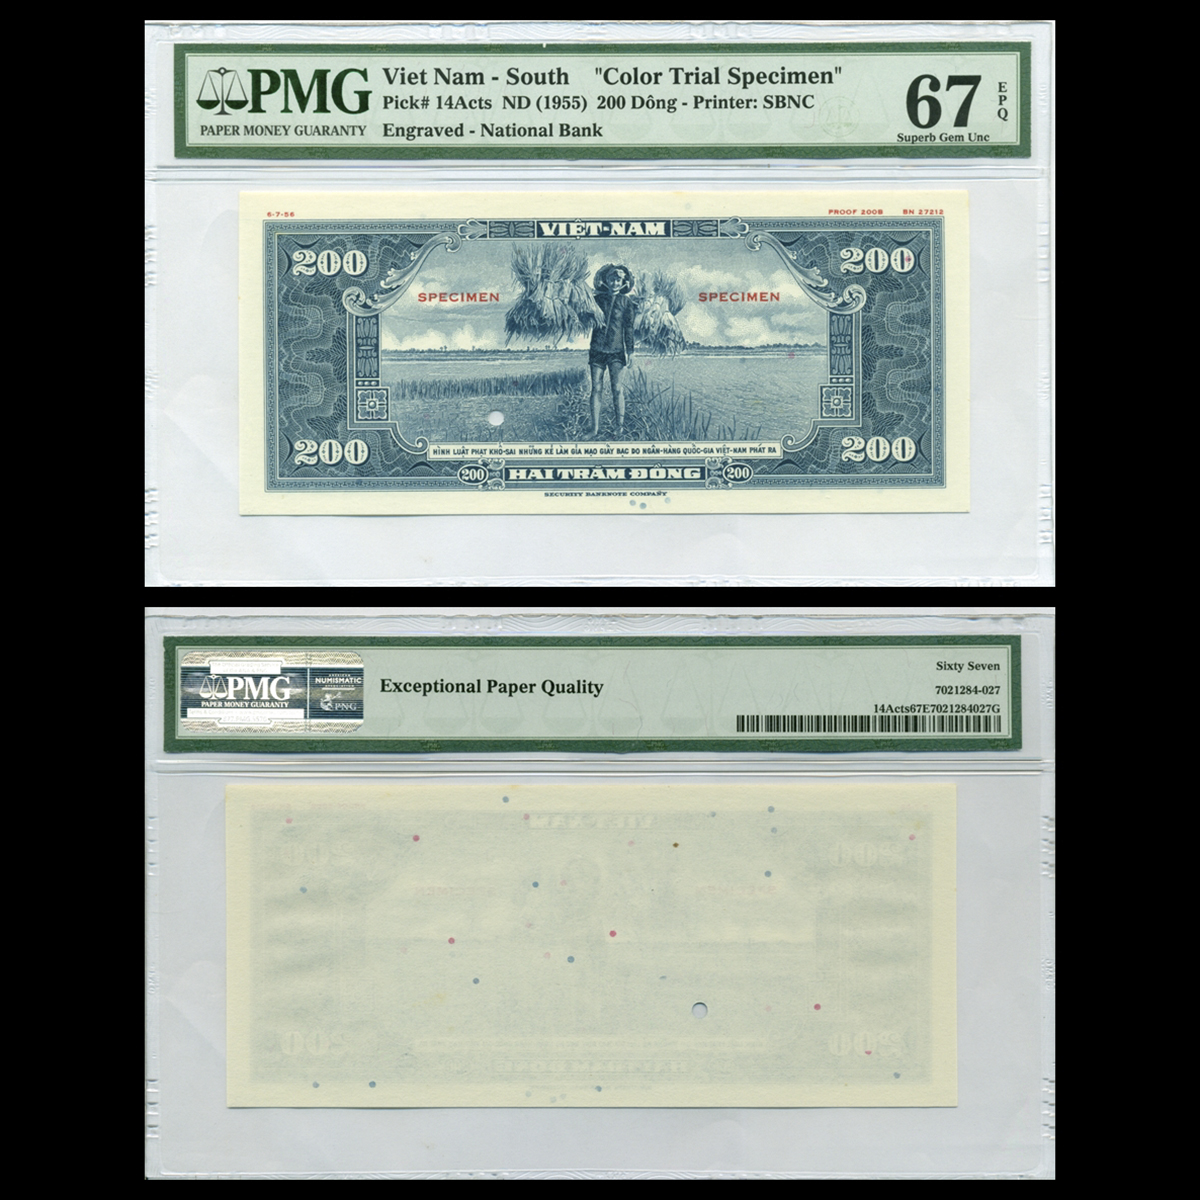 PMG
PAPER MONEY GUARANTY
Viet Nam - South "Color Trial Specimen"
Pick# 14Acts ND (1955) 200 Dông - Printer: SBNC
Engraved - National Bank
67 EPQ
Superb Gem Unc
6-7-56
PROOF 200B BN 27212
VIỆT-NAM
200 200
SPECIMEN SPECIMEN
200 200
HÌNH LUẬT PHẠT KHỔ-SAI NHỮNG KẺ LÀM GIẢ MẠO GIẤY BẠC DO NGÂN-HÀNG QUỐC-GIA VIỆT-NAM PHÁT RA
200 HAI TRĂM ĐỒNG 200
SECURITY BANKNOTE COMPANY
PMG
PAPER MONEY GUARANTY
NUMISMATIC
PNG
Exceptional Paper Quality
Sixty Seven
7021284-027
14Acts67E7021284027G